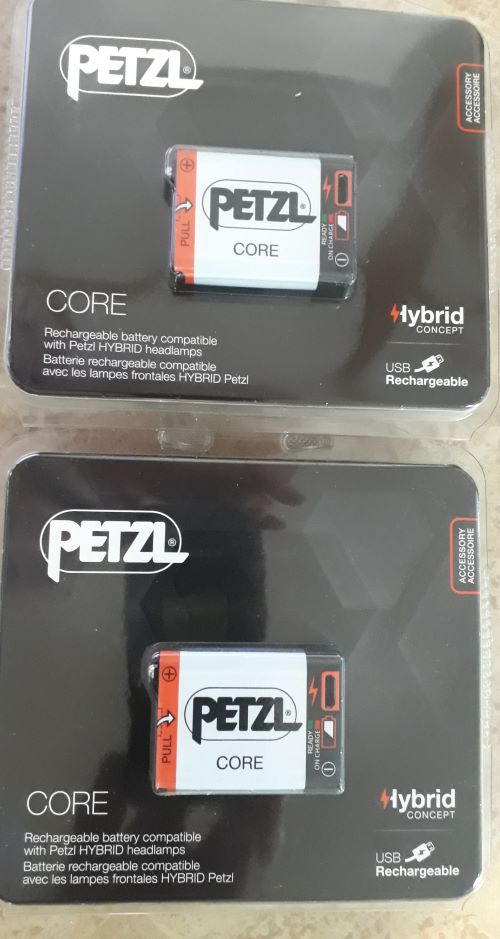 PETZL®
ACCESSORY
ACCESSOIRE
PULL
PETZL®
CORE
READY
ON CHARGE
CORE
Rechargeable battery compatible
with Petzl HYBRID headlamps
Batterie rechargeable compatible
avec les lampes frontales HYBRID Petzl
Hybrid
CONCEPT
USB
Rechargeable
PETZL®
ACCESSORY
ACCESSOIRE
PULL
PETZL®
CORE
READY
ON CHARGE
CORE
Rechargeable battery compatible
with Petzl HYBRID headlamps
Batterie rechargeable compatible
avec les lampes frontales HYBRID Petzl
Hybrid
CONCEPT
USB
Rechargeable